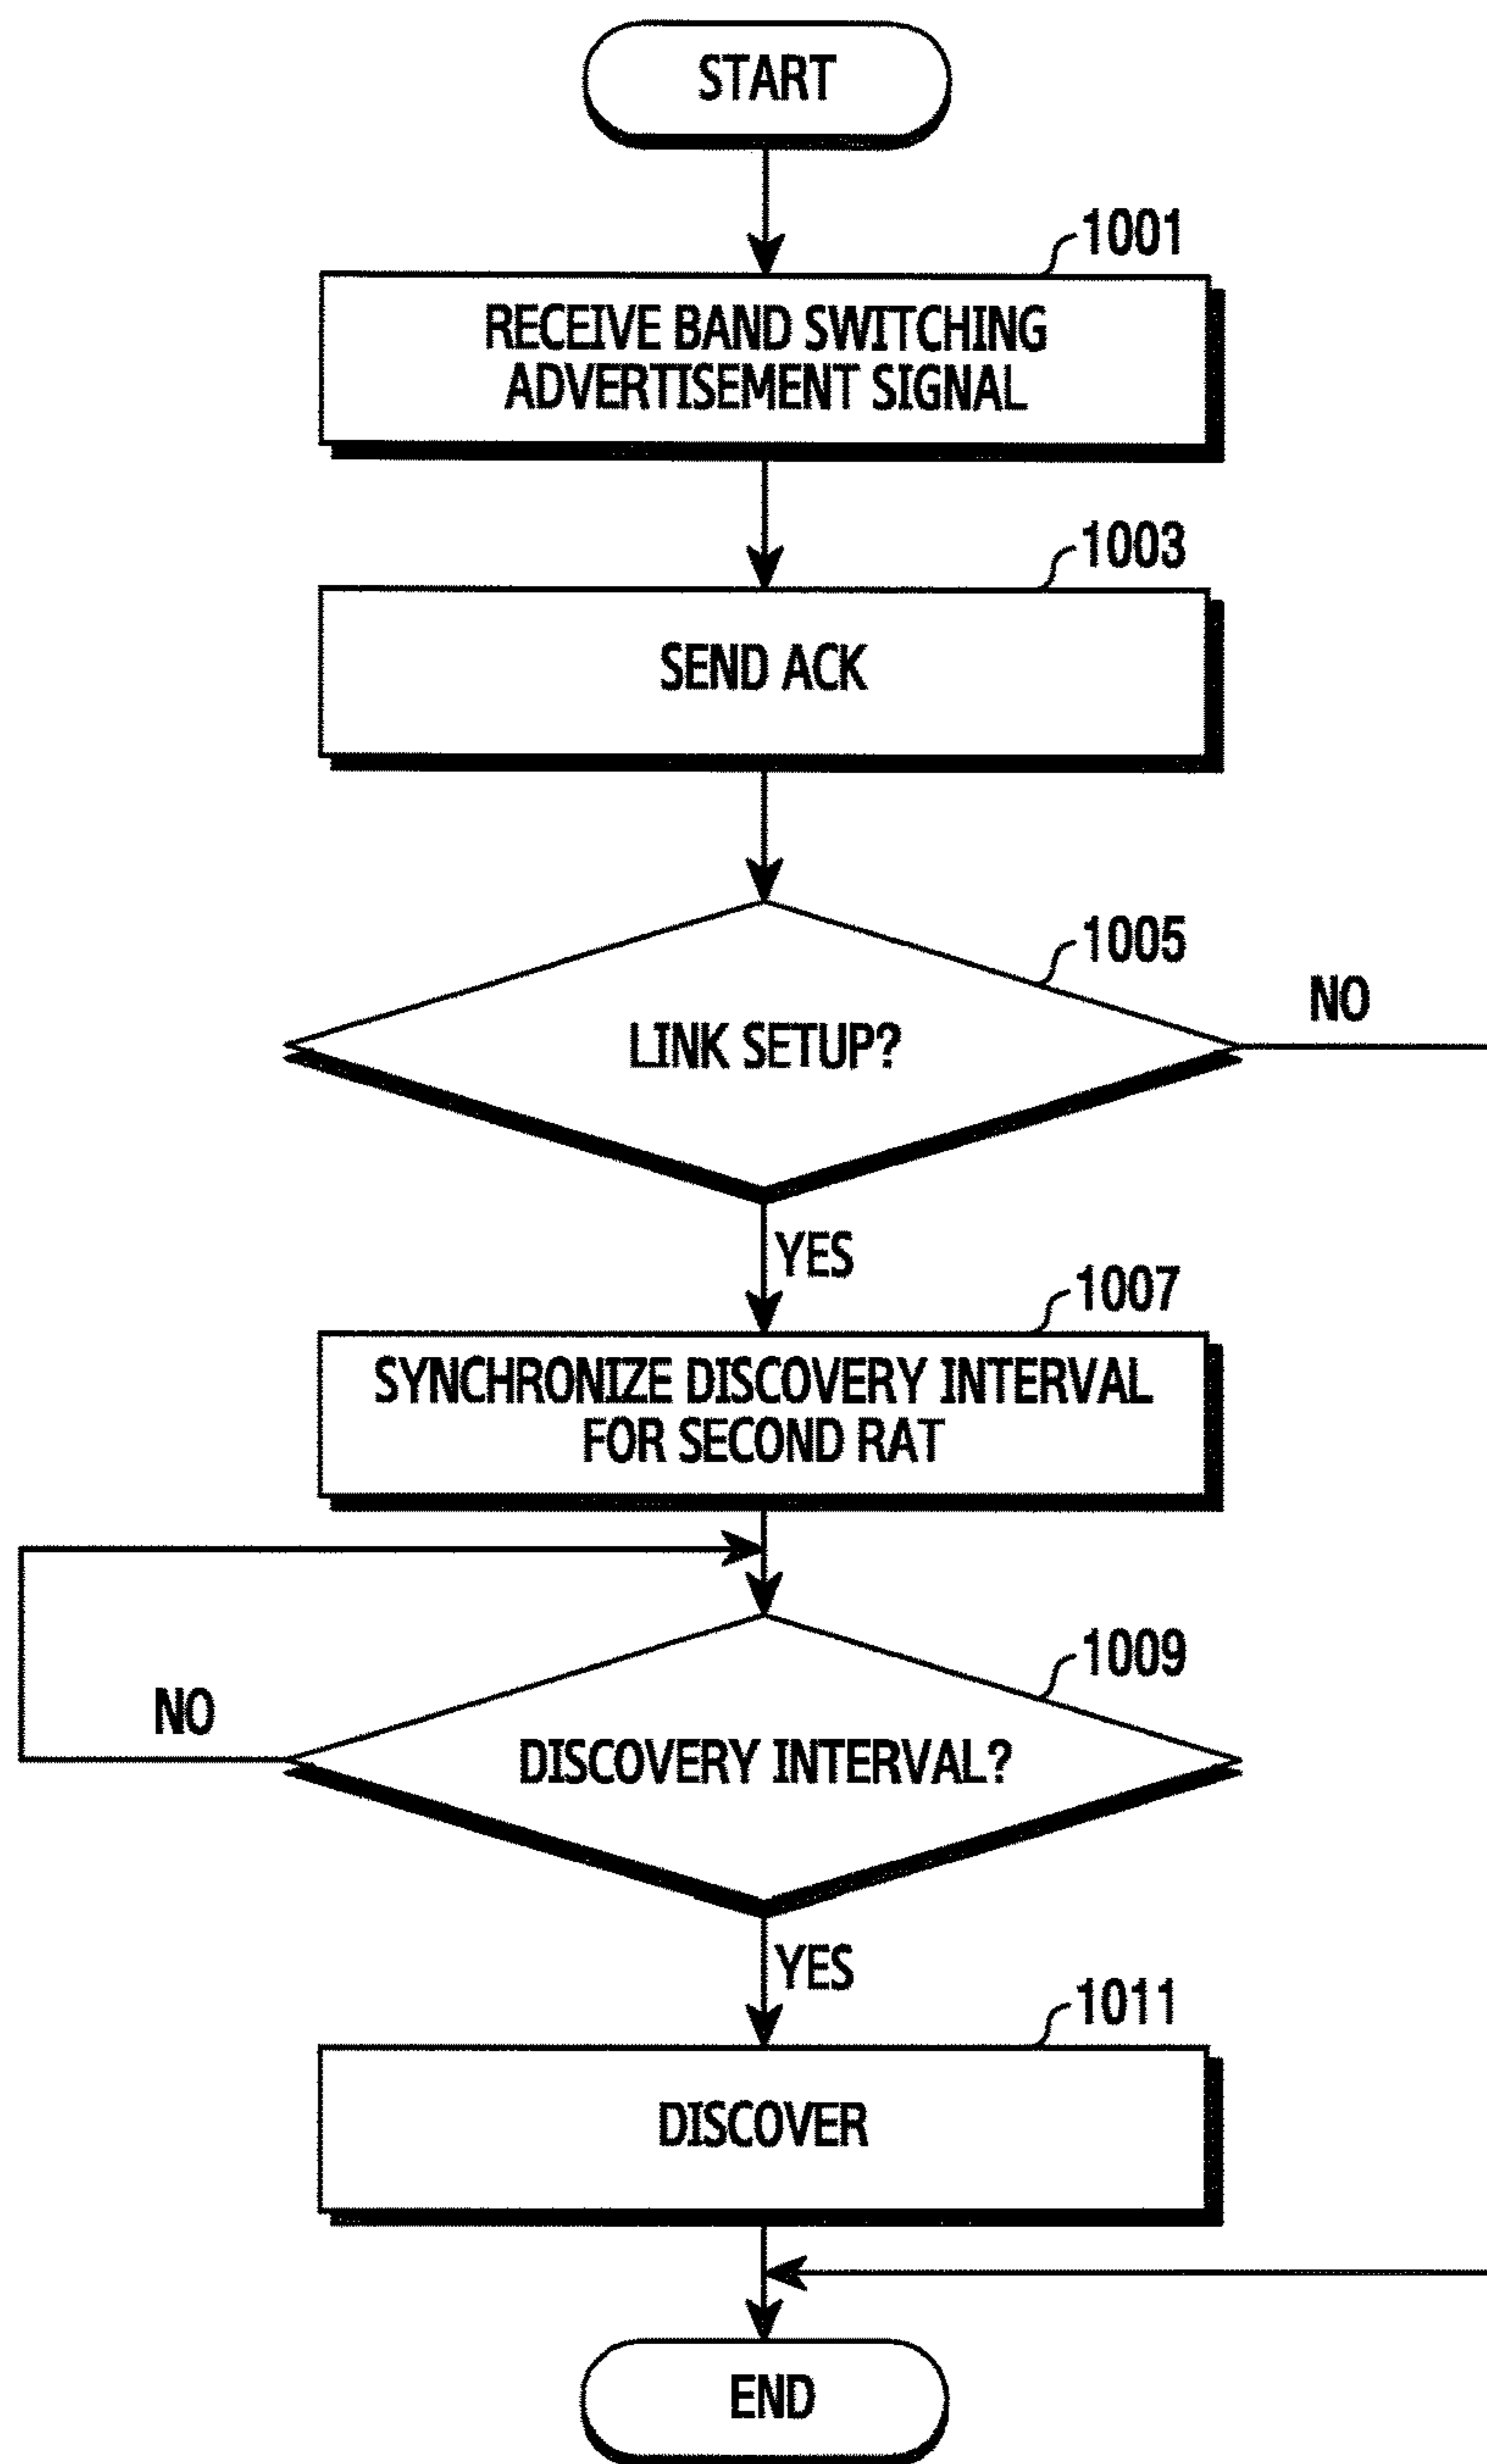 START
1001
RECEIVE BAND SWITCHING
ADVERTISEMENT SIGNAL
1003
SEND ACK
1005
NO
LINK SETUP?
YES
1007
SYNCHRONIZE DISCOVERY INTERVAL
FOR SECOND RAT
1009
NO
DISCOVERY INTERVAL?
YES
1011
DISCOVER
END